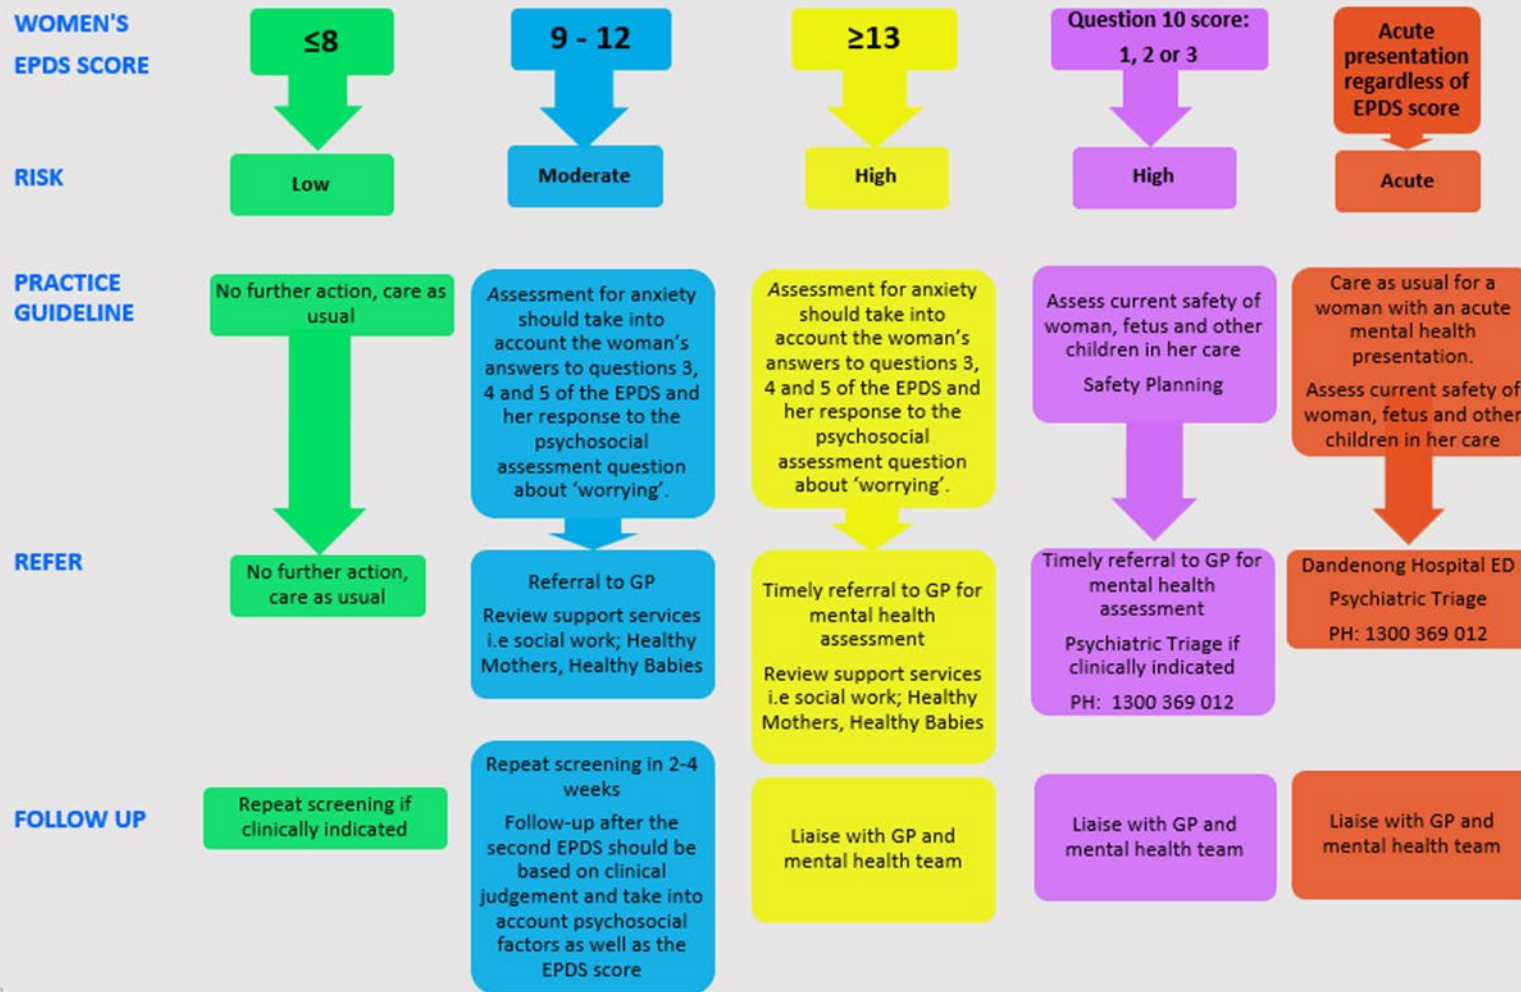 WOMEN'S
EPDS SCORE
≤8
9 - 12
≥13
Question 10 score:
1, 2 or 3
Acute
presentation
regardless of
EPDS score
RISK
Low
Moderate
High
High
Acute
PRACTICE
GUIDELINE
No further action, care as
usual
Assessment for anxiety
should take into
account the woman's
answers to questions 3,
4 and 5 of the EPDS and
her response to the
psychosocial
assessment question
about ‘worrying’.
Assessment for anxiety
should take into
account the woman's
answers to questions 3,
4 and 5 of the EPDS and
her response to the
psychosocial
assessment question
about ‘worrying’.
Assess current safety of
woman, fetus and other
children in her care
Safety Planning
Care as usual for a
woman with an acute
mental health
presentation.
Assess current safety of
woman, fetus and other
children in her care
REFER
No further action,
care as usual
Referral to GP
Review support services
i.e social work; Healthy
Mothers, Healthy Babies
Timely referral to GP for
mental health
assessment
Review support services
i.e social work; Healthy
Mothers, Healthy Babies
Timely referral to GP for
mental health
assessment
Psychiatric Triage if
clinically indicated
PH:  1300 369 012
Dandenong Hospital ED
Psychiatric Triage
PH: 1300 369 012
FOLLOW UP
Repeat screening if
clinically indicated
Repeat screening in 2-4
weeks
Follow-up after the
second EPDS should be
based on clinical
judgement and take into
account psychosocial
factors as well as the
EPDS score
Liaise with GP and
mental health team
Liaise with GP and
mental health team
Liaise with GP and
mental health team